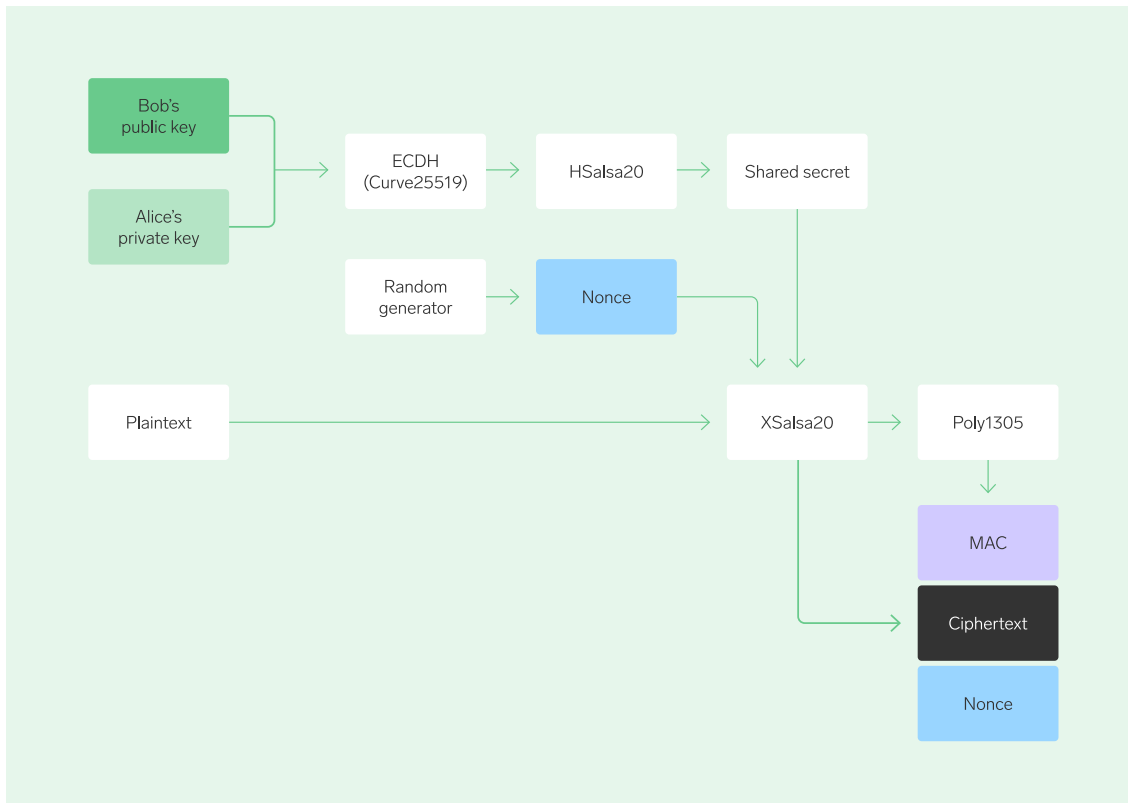 Bob's
public key
Alice's
private key
ECDH
(Curve25519)
HSalsa20
Shared secret
Random
generator
Nonce
Plaintext
XSalsa20
Poly1305
MAC
Ciphertext
Nonce